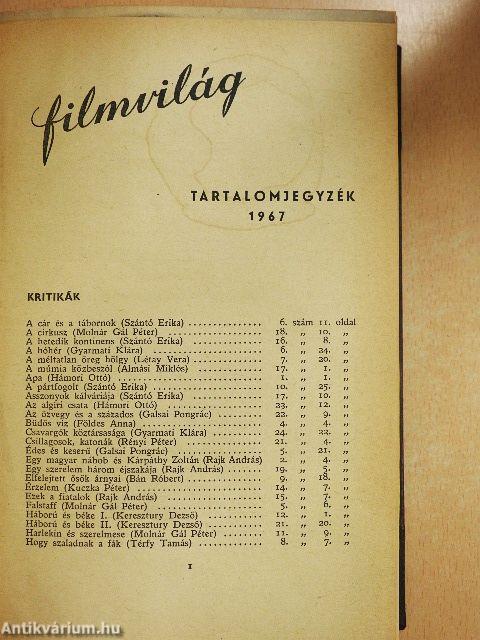 filmvilág
TARTALOMJEGYZÉK
1967
KRITIKÁK
A cár és a tábornok (Szántó Erika) . . . . . . . . . . . . . . 6. szám 11. oldal
A cirkusz (Molnár Gál Péter) . . . . . . . . . . . . . . 18. „ 10. „
A hetedik kontinens (Szántó Erika) . . . . . . . . . . . . . . 16. „ 8. „
A hóhér (Gyarmati Klára) . . . . . . . . . . . . . . 6. „ 24. „
A méltatlan öreg hölgy (Létay Vera) . . . . . . . . . . . . . . 7. „ 20. „
A múmia közbeszól (Almási Miklós) . . . . . . . . . . . . . . 17. „ 1. „
Apa (Hámori Ottó) . . . . . . . . . . . . . . 1. „ 1. „
A pártfogolt (Szántó Erika) . . . . . . . . . . . . . . 10. „ 25. „
Asszonyok kálváriája (Szántó Erika) . . . . . . . . . . . . . . 17. „ 10. „
Az algíri csata (Hámori Ottó) . . . . . . . . . . . . . . 23. „ 12. „
Az özvegy és a százados (Galsai Pongrác) . . . . . . . . . . . . . . 22. „ 9. „
Büdös víz (Földes Anna) . . . . . . . . . . . . . . 4. „ 4. „
Csavargók köztársasága (Gyarmati Klára) . . . . . . . . . . . . . . 24. „ 22. „
Csillagosok, katonák (Rényi Péter) . . . . . . . . . . . . . . 21. „ 4. „
Édes és keserű (Galsai Pongrác) . . . . . . . . . . . . . . 5. „ 21. „
Egy magyar nábob és Kárpáthy Zoltán (Rajk András) . . 2. „ 4. „
Egy szerelem három éjszakája (Rajk András) . . . . . . . . . . 19. „ 5. „
Elfelejtett ősök árnyai (Bán Róbert) . . . . . . . . . . . . . . 9. „ 18. „
Érzelem (Kuczka Péter) . . . . . . . . . . . . . . 14. „ 7. „
Ezek a fiatalok (Rajk András) . . . . . . . . . . . . . . 15. „ 7. „
Falstaff (Molnár Gál Péter) . . . . . . . . . . . . . . 5. „ 6. „
Háború és béke I. (Keresztury Dezső) . . . . . . . . . . . . . . 12. „ 1. „
Háború és béke II. (Keresztury Dezső) . . . . . . . . . . . . . . 21. „ 20. „
Harlekin és szerelmese (Molnár Gál Péter) . . . . . . . . . . . . . . 11. „ 9. „
Hogy szaladnak a fák (Térfy Tamás) . . . . . . . . . . . . . . 8. „ 7. „
1
Antikvárium.hu